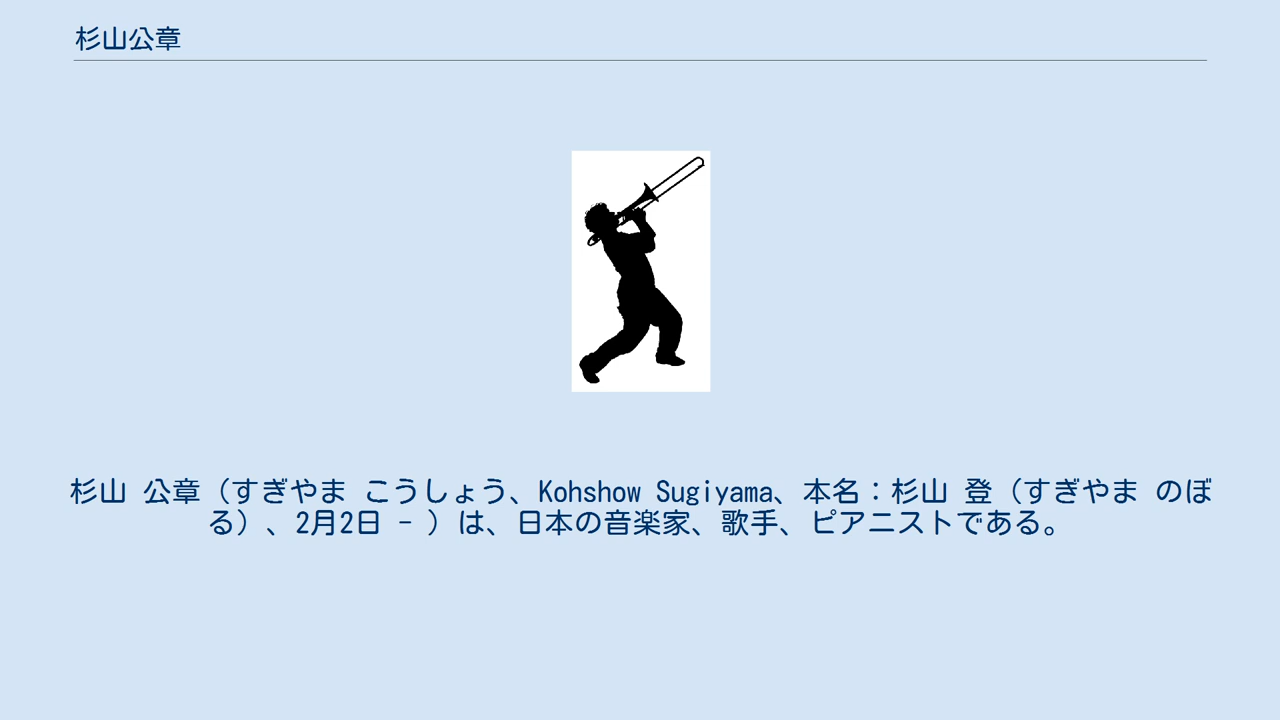 杉山公章
杉山 公章（すぎやま こうしょう、Kohshow Sugiyama、本名：杉山 登（すぎやま のぼ
る）、2月2日 - ）は、日本の音楽家、歌手、ピアニストである。